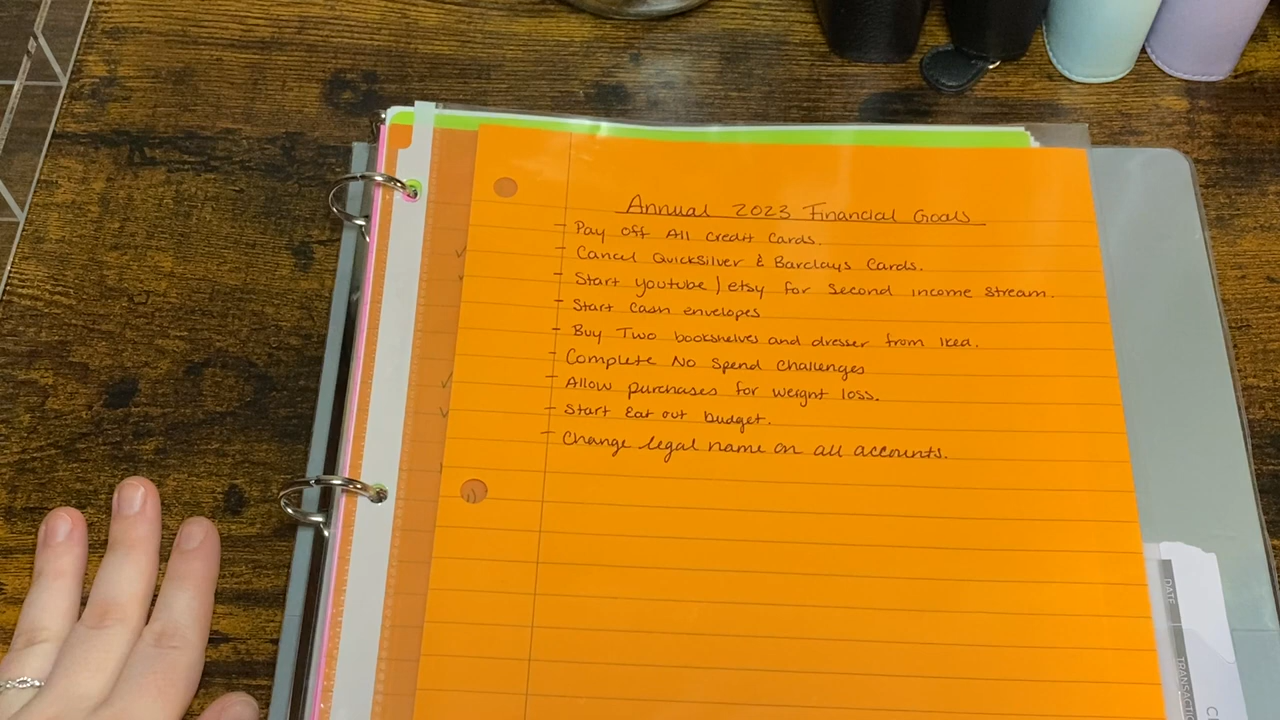 Annual 2023 Financial Goals
- Pay off All Credit Cards.
- Cancel Quicksilver & Barclays Cards.
- Start youtube / etsy for Second income stream.
- Start Cash envelopes
- Buy Two bookshelves and dresser from Ikea.
- Complete No Spend Challenges
- Allow purchases for weight loss.
- Start Eat out budget.
- Change legal name on all accounts.
DATE